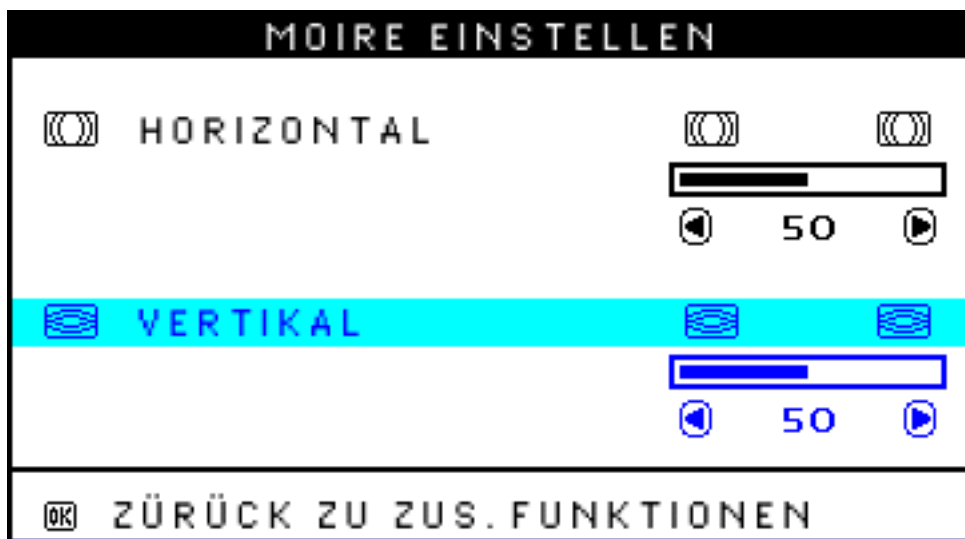 MOIRE EINSTELLEN
HORIZONTAL
50
VERTIKAL
50
OK ZÜRÜCK ZU ZUS.FUNKTIONEN